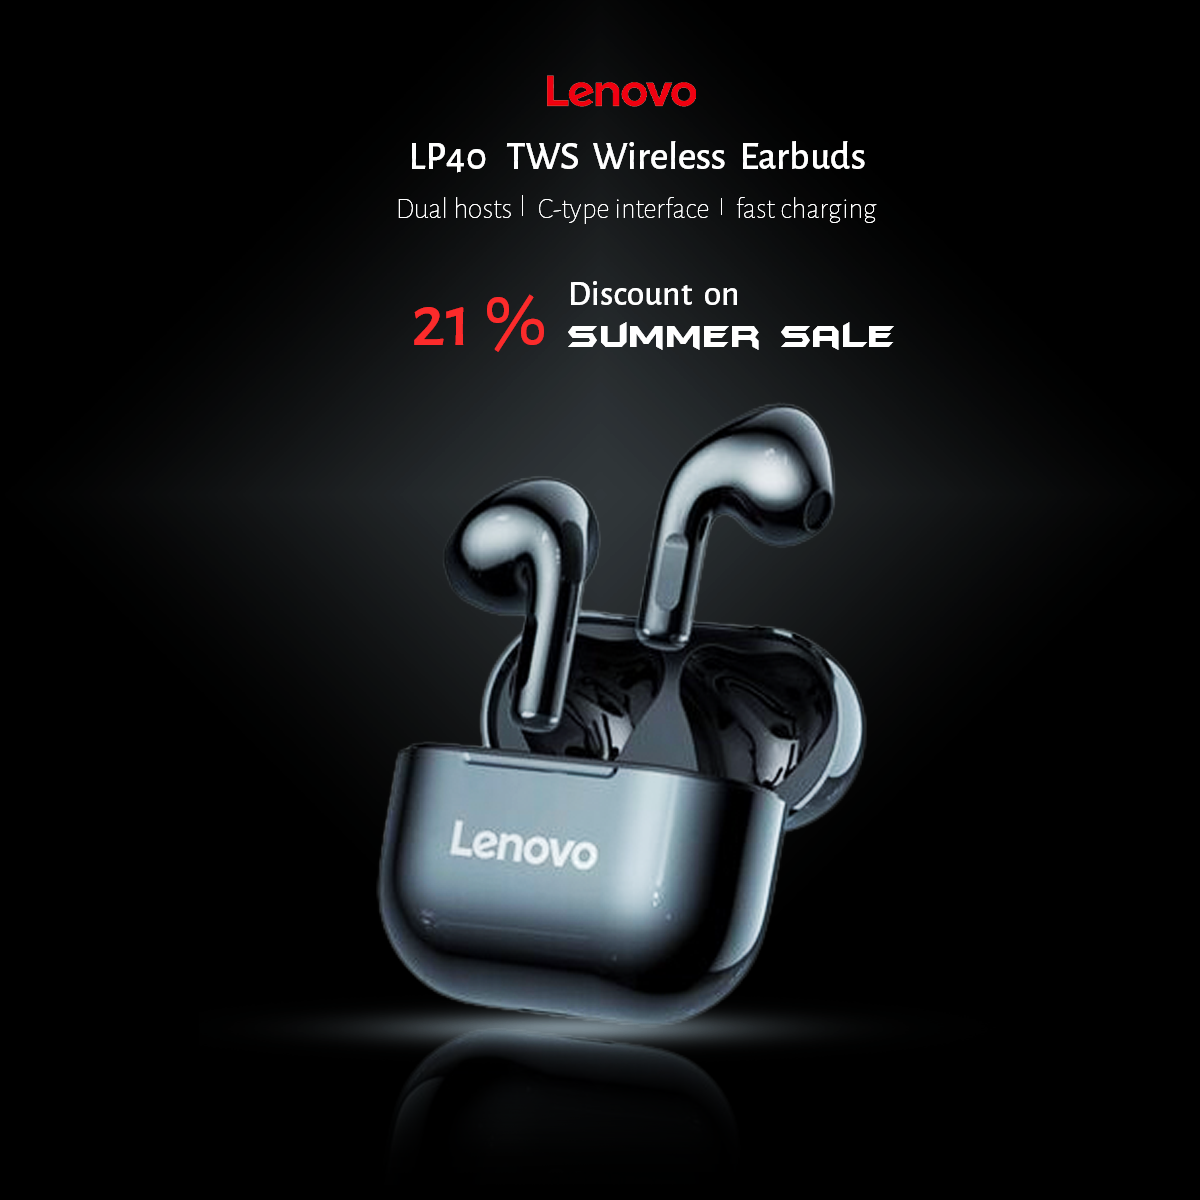 Lenovo
LP40 TWS Wireless Earbuds
Dual hosts | C-type interface | fast charging
21 % Discount on
SUMMER SALE
Lenovo